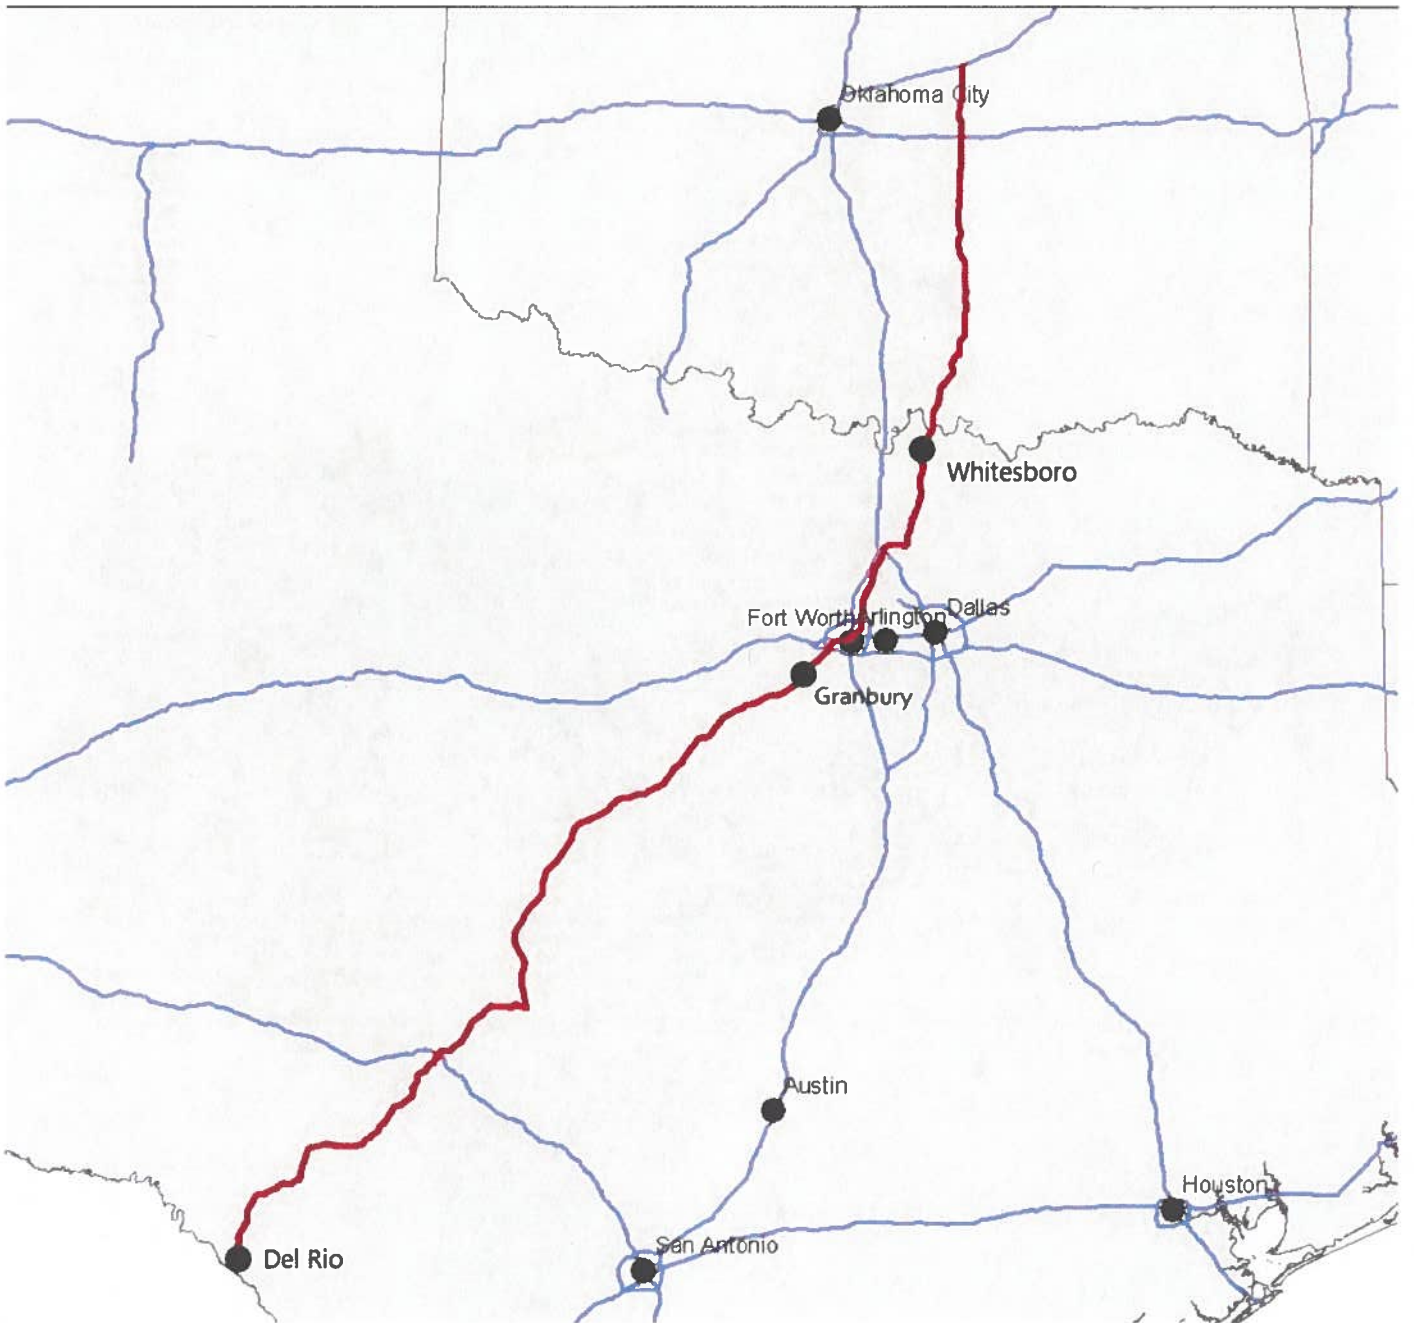 Oklahoma City
Whitesboro
Fort Worth
Arlington
Dallas
Granbury
Austin
Houston
San Antonio
Del Rio